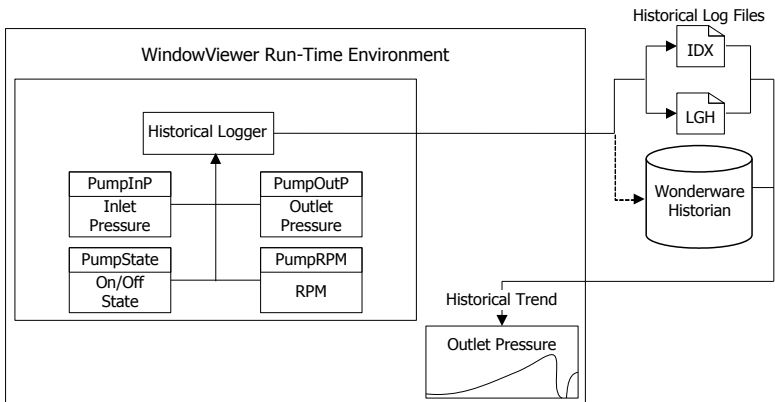 Historical Log Files
WindowViewer Run-Time Environment
IDX
LGH
Historical Logger
PumpInP
Inlet
Pressure
PumpOutP
Outlet
Pressure
Wonderware
Historian
PumpState
On/Off
State
PumpRPM
RPM
Historical Trend
Outlet Pressure